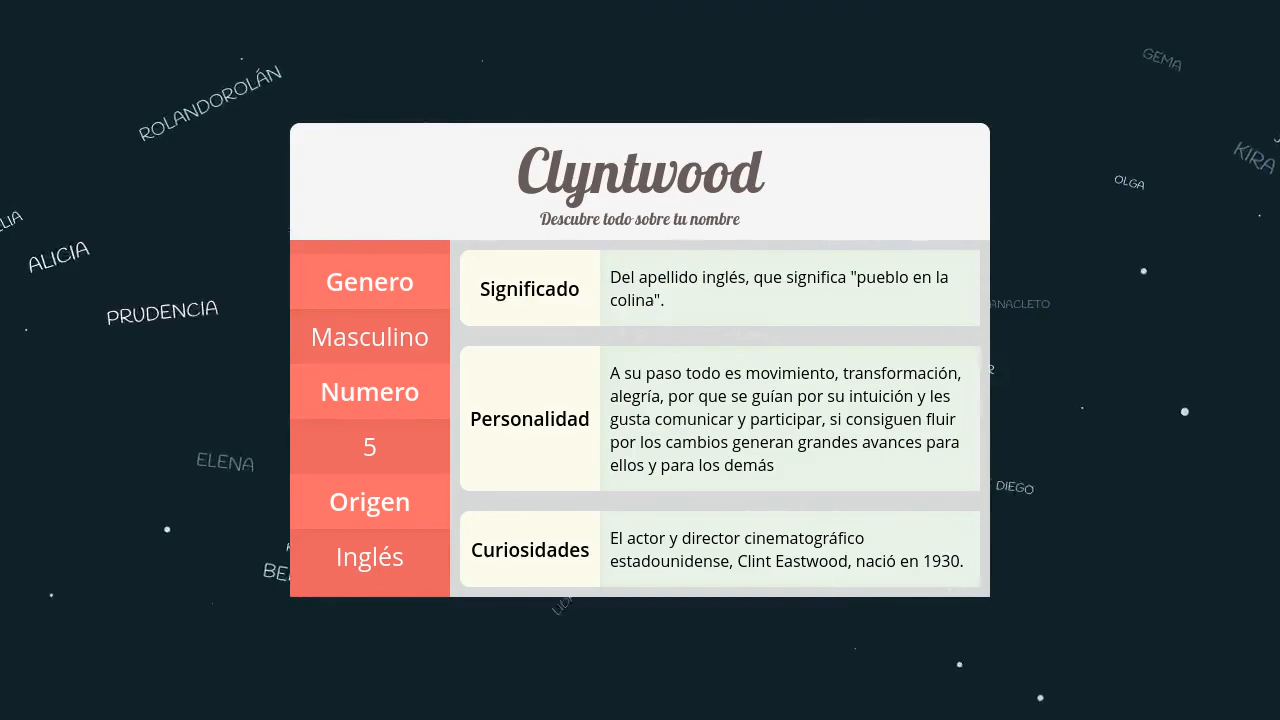 ROLANDOROLÁN
GEMA
KIRA
OLGA
LIA
ALICIA
PRUDENCIA
ANACLETO
ELENA
DIEGO
Clyntwood
Descubre todo sobre tu nombre
Genero
Masculino
Numero
5
Origen
Inglés
Significado
Del apellido inglés, que significa "pueblo en la
colina".
Personalidad
A su paso todo es movimiento, transformación,
alegría, por que se guían por su intuición y les
gusta comunicar y participar, si consiguen fluir
por los cambios generan grandes avances para
ellos y para los demás
Curiosidades
El actor y director cinematográfico
estadounidense, Clint Eastwood, nació en 1930.